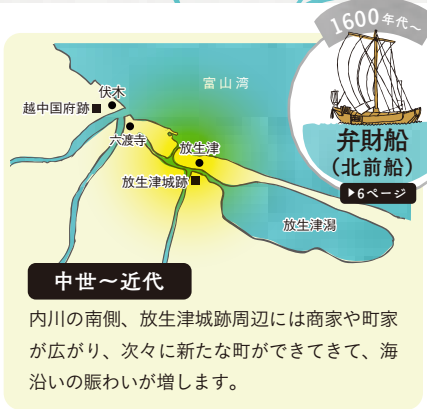 1600年代〜
富山湾
伏木
越中国府跡
六渡寺
放生津
放生津城跡
放生津潟
弁財船
(北前船)
▶6ページ
中世〜近代
内川の南側、放生津城跡周辺には商家や町家
が広がり、次々に新たな町ができてきて、海
沿いの賑わいが増します。